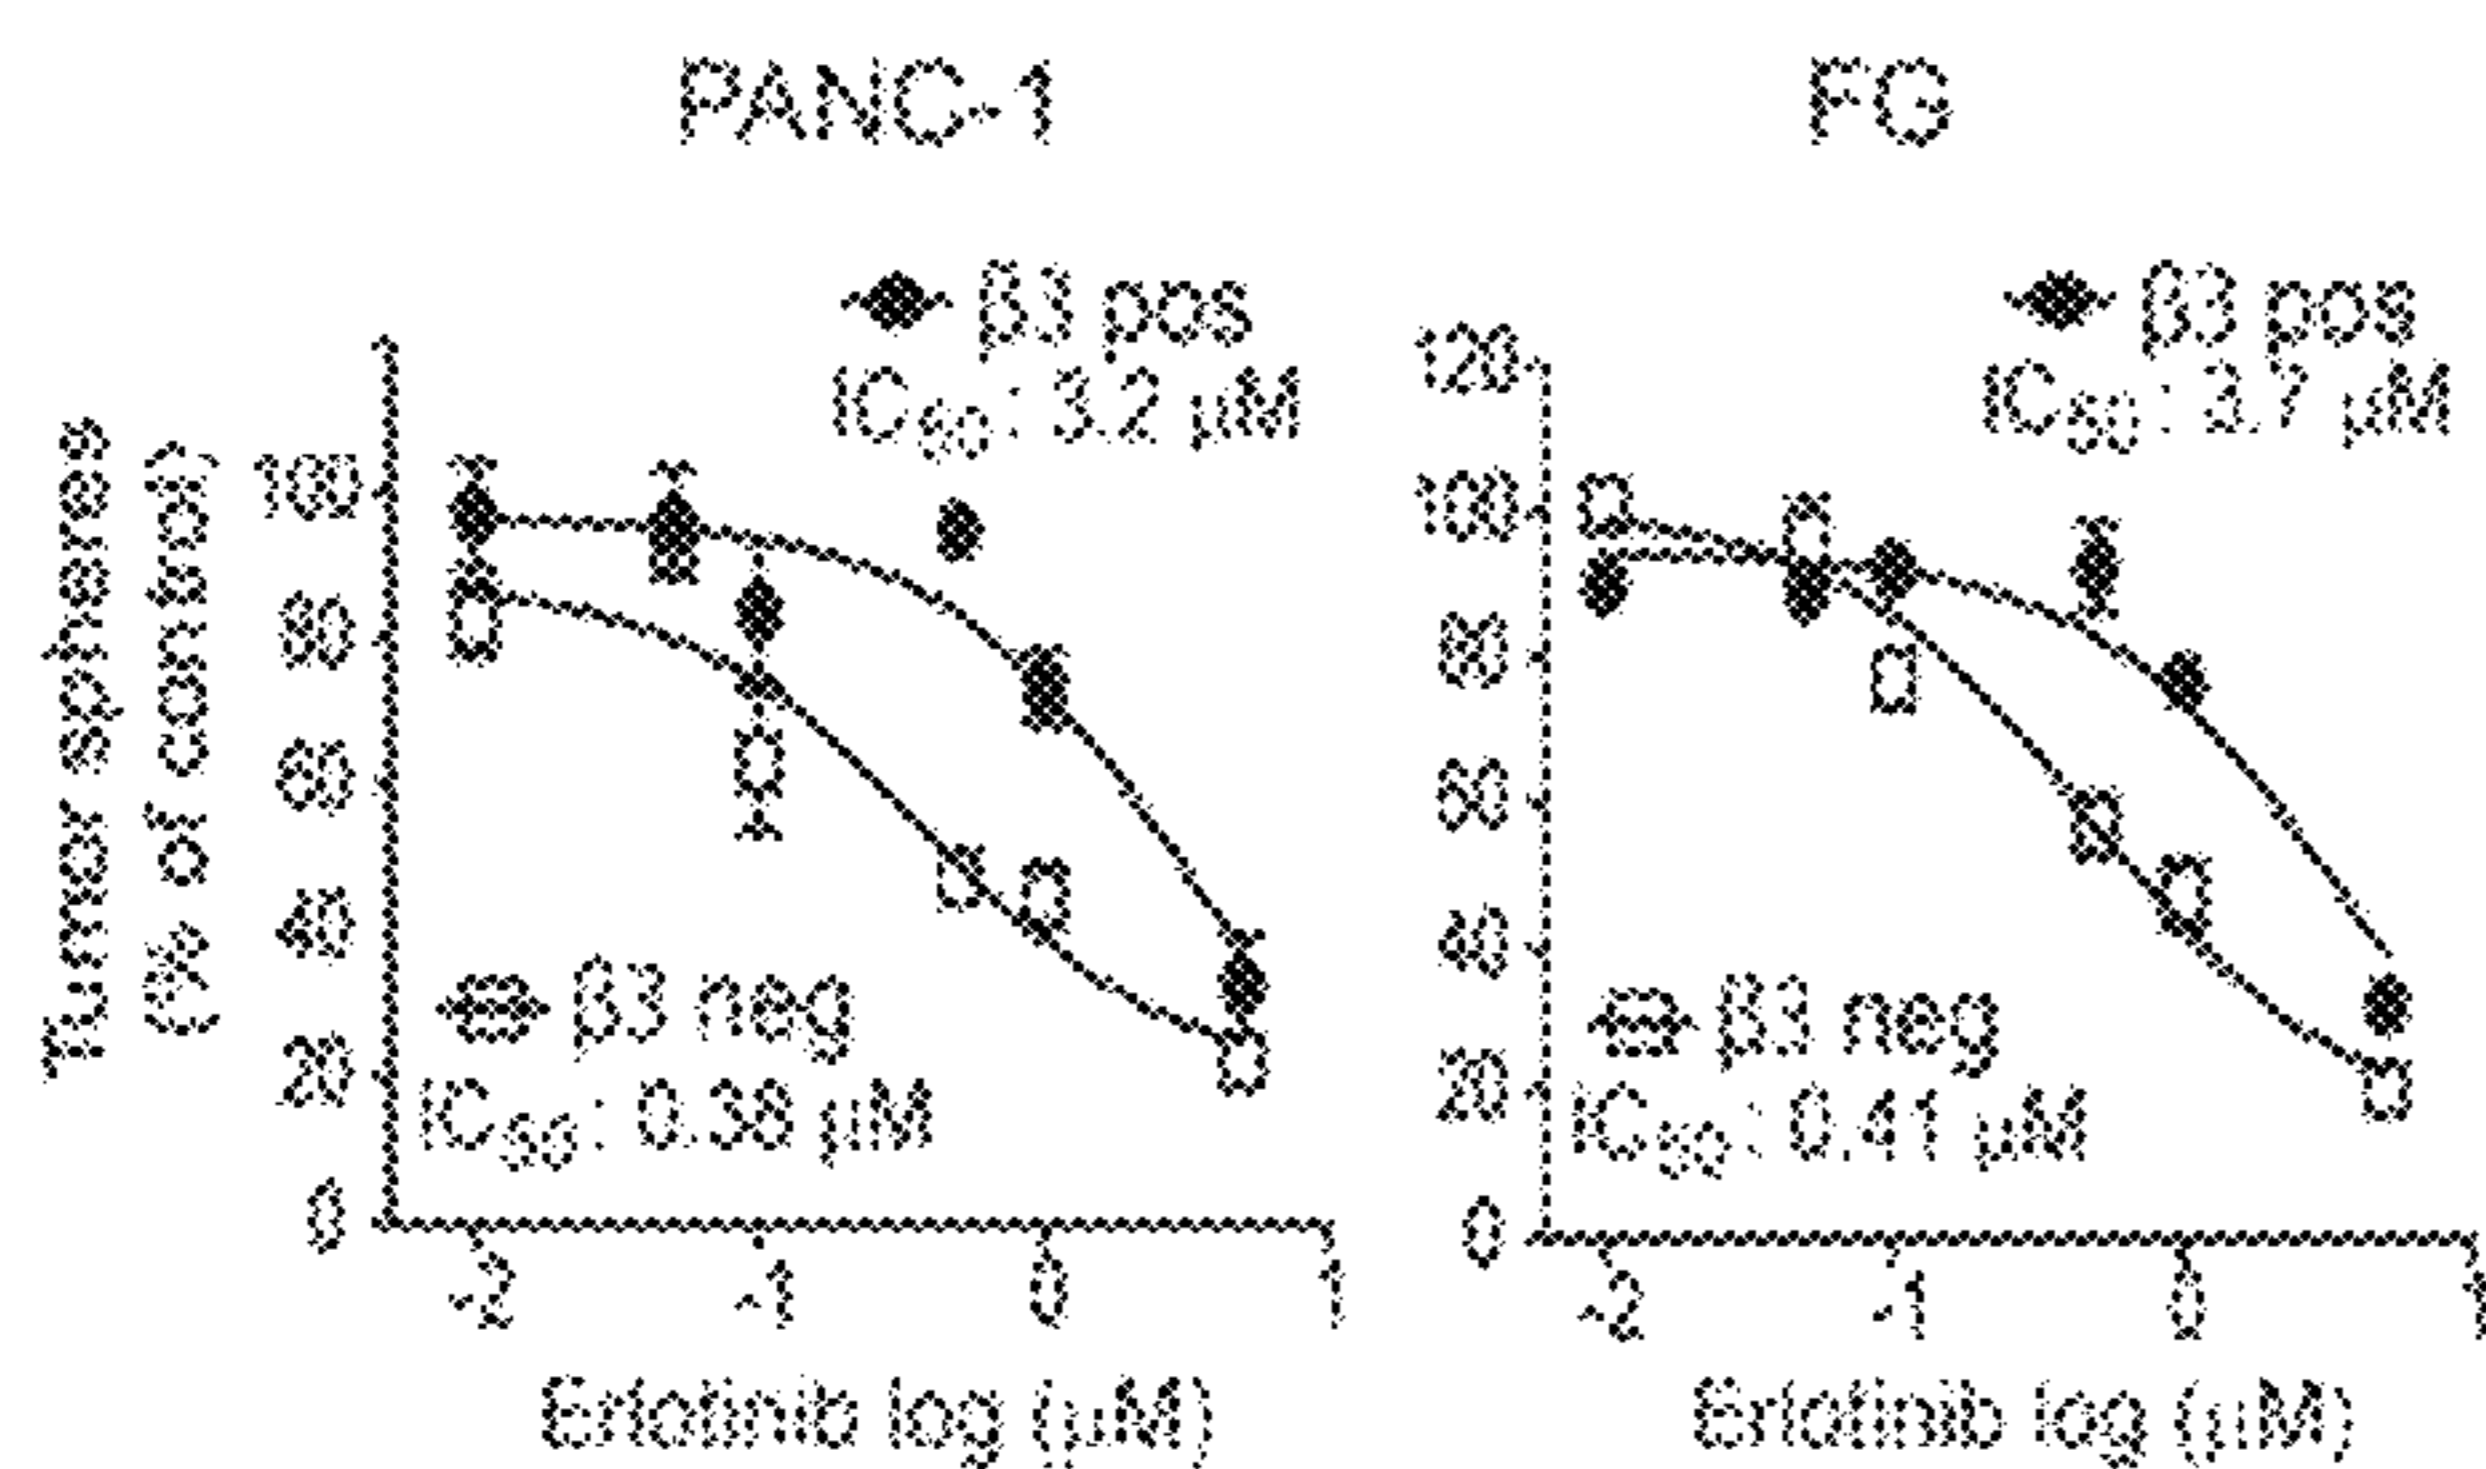 PANC-1
β3 pos
IC50: 3.2 µM
Tumor spheres
(% of control)
100
80
60
40
20
0
β3 neg
IC50: 0.38 µM
-2 -1 0 1
Erlotinib log (µM)
FG
β3 pos
IC50: 3.7 µM
120
100
80
60
40
20
0
β3 neg
IC50: 0.41 µM
-2 -1 0 1
Erlotinib log (µM)